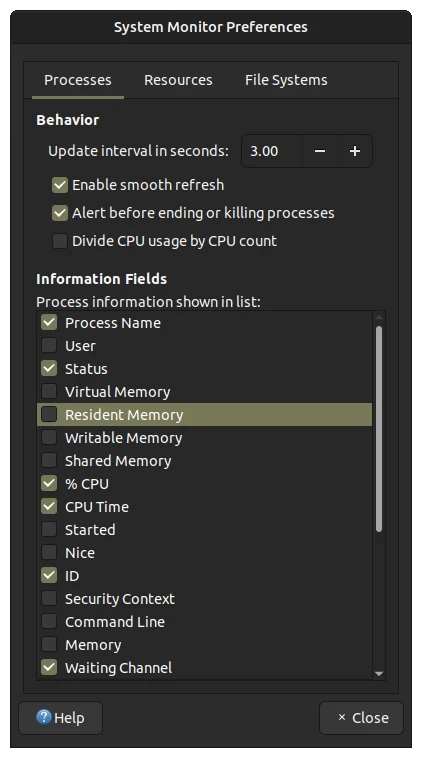 System Monitor Preferences
Processes Resources File Systems
Behavior
Update interval in seconds: 3.00 − +
Enable smooth refresh
Alert before ending or killing processes
Divide CPU usage by CPU count
Information Fields
Process information shown in list:
Process Name
User
Status
Virtual Memory
Resident Memory
Writable Memory
Shared Memory
% CPU
CPU Time
Started
Nice
ID
Security Context
Command Line
Memory
Waiting Channel
? Help × Close